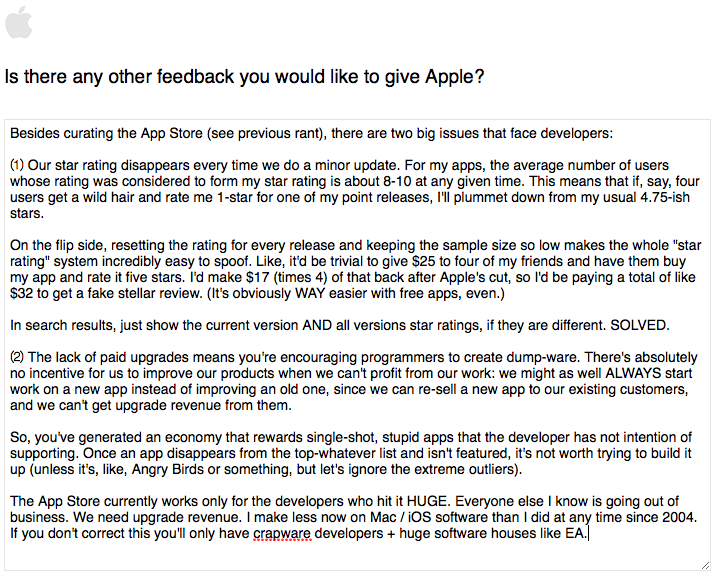 Is there any other feedback you would like to give Apple?
Besides curating the App Store (see previous rant), there are two big issues that face developers:
(1) Our star rating disappears every time we do a minor update. For my apps, the average number of users
whose rating was considered to form my star rating is about 8-10 at any given time. This means that if, say, four
users get a wild hair and rate me 1-star for one of my point releases, I'll plummet down from my usual 4.75-ish
stars.
On the flip side, resetting the rating for every release and keeping the sample size so low makes the whole "star
rating" system incredibly easy to spoof. Like, it'd be trivial to give $25 to four of my friends and have them buy
my app and rate it five stars. I'd make $17 (times 4) of that back after Apple's cut, so I'd be paying a total of like
$32 to get a fake stellar review. (It's obviously WAY easier with free apps, even.)
In search results, just show the current version AND all versions star ratings, if they are different. SOLVED.
(2) The lack of paid upgrades means you're encouraging programmers to create dump-ware. There's absolutely
no incentive for us to improve our products when we can't profit from our work: we might as well ALWAYS start
work on a new app instead of improving an old one, since we can re-sell a new app to our existing customers,
and we can't get upgrade revenue from them.
So, you've generated an economy that rewards single-shot, stupid apps that the developer has not intention of
supporting. Once an app disappears from the top-whatever list and isn't featured, it's not worth trying to build it
up (unless it's, like, Angry Birds or something, but let's ignore the extreme outliers).
The App Store currently works only for the developers who hit it HUGE. Everyone else I know is going out of
business. We need upgrade revenue. I make less now on Mac / iOS software than I did at any time since 2004.
If you don't correct this you'll only have crapware developers + huge software houses like EA.